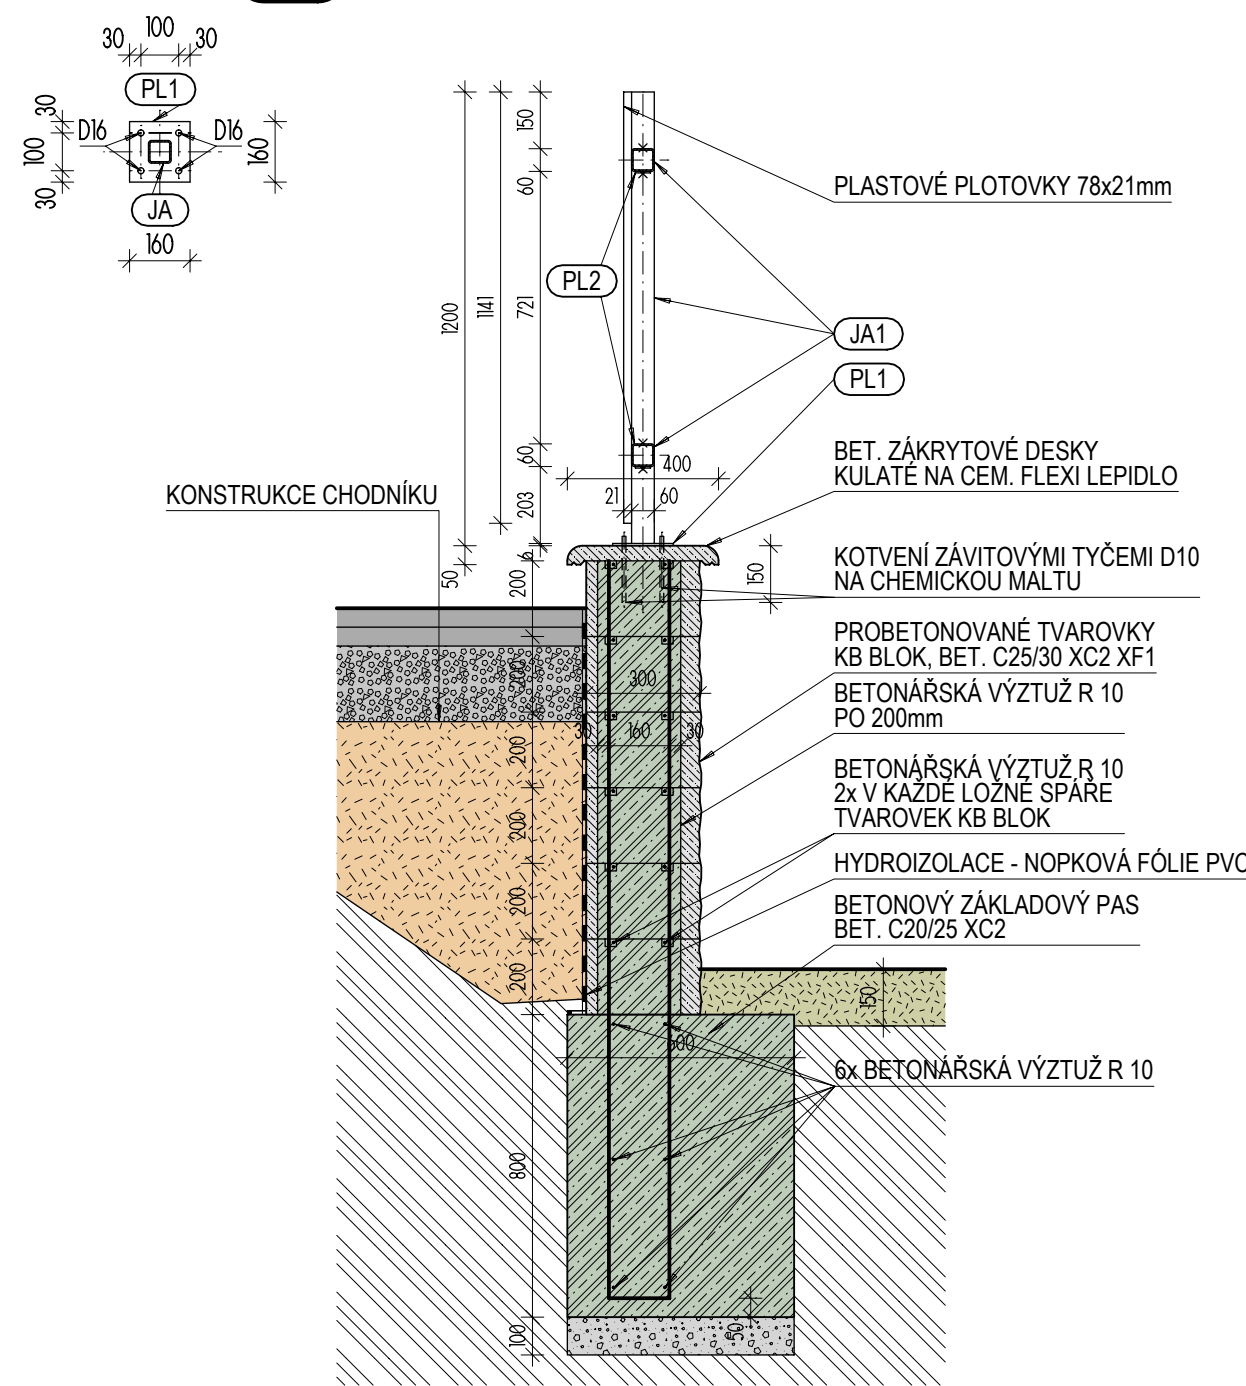 30 100 30
PL1
30
100
30
D16 D16
160
JA
160
1200
1141
150
60
721
60
203
6
50
200
200
200
200
200
200
800
100
PLASTOVÉ PLOTOVKY 78x21mm
PL2
JA1
PL1
400
21 60
BET. ZÁKRYTOVÉ DESKY
KULATÉ NA CEM. FLEXI LEPIDLO
KONSTRUKCE CHODNÍKU
150
KOTVENÍ ZÁVITOVÝMI TYČEMI D10
NA CHEMICKOU MALTU
PROBETONOVANÉ TVAROVKY
KB BLOK, BET. C25/30 XC2 XF1
300
BETONÁŘSKÁ VÝZTUŽ R 10
PO 200mm
30 160 30
BETONÁŘSKÁ VÝZTUŽ R 10
2x V KAŽDÉ LOŽNÉ SPÁŘE
TVAROVEK KB BLOK
HYDROIZOLACE - NOPKOVÁ FÓLIE PVC
BETONOVÝ ZÁKLADOVÝ PAS
BET. C20/25 XC2
150
600
6x BETONÁŘSKÁ VÝZTUŽ R 10
50